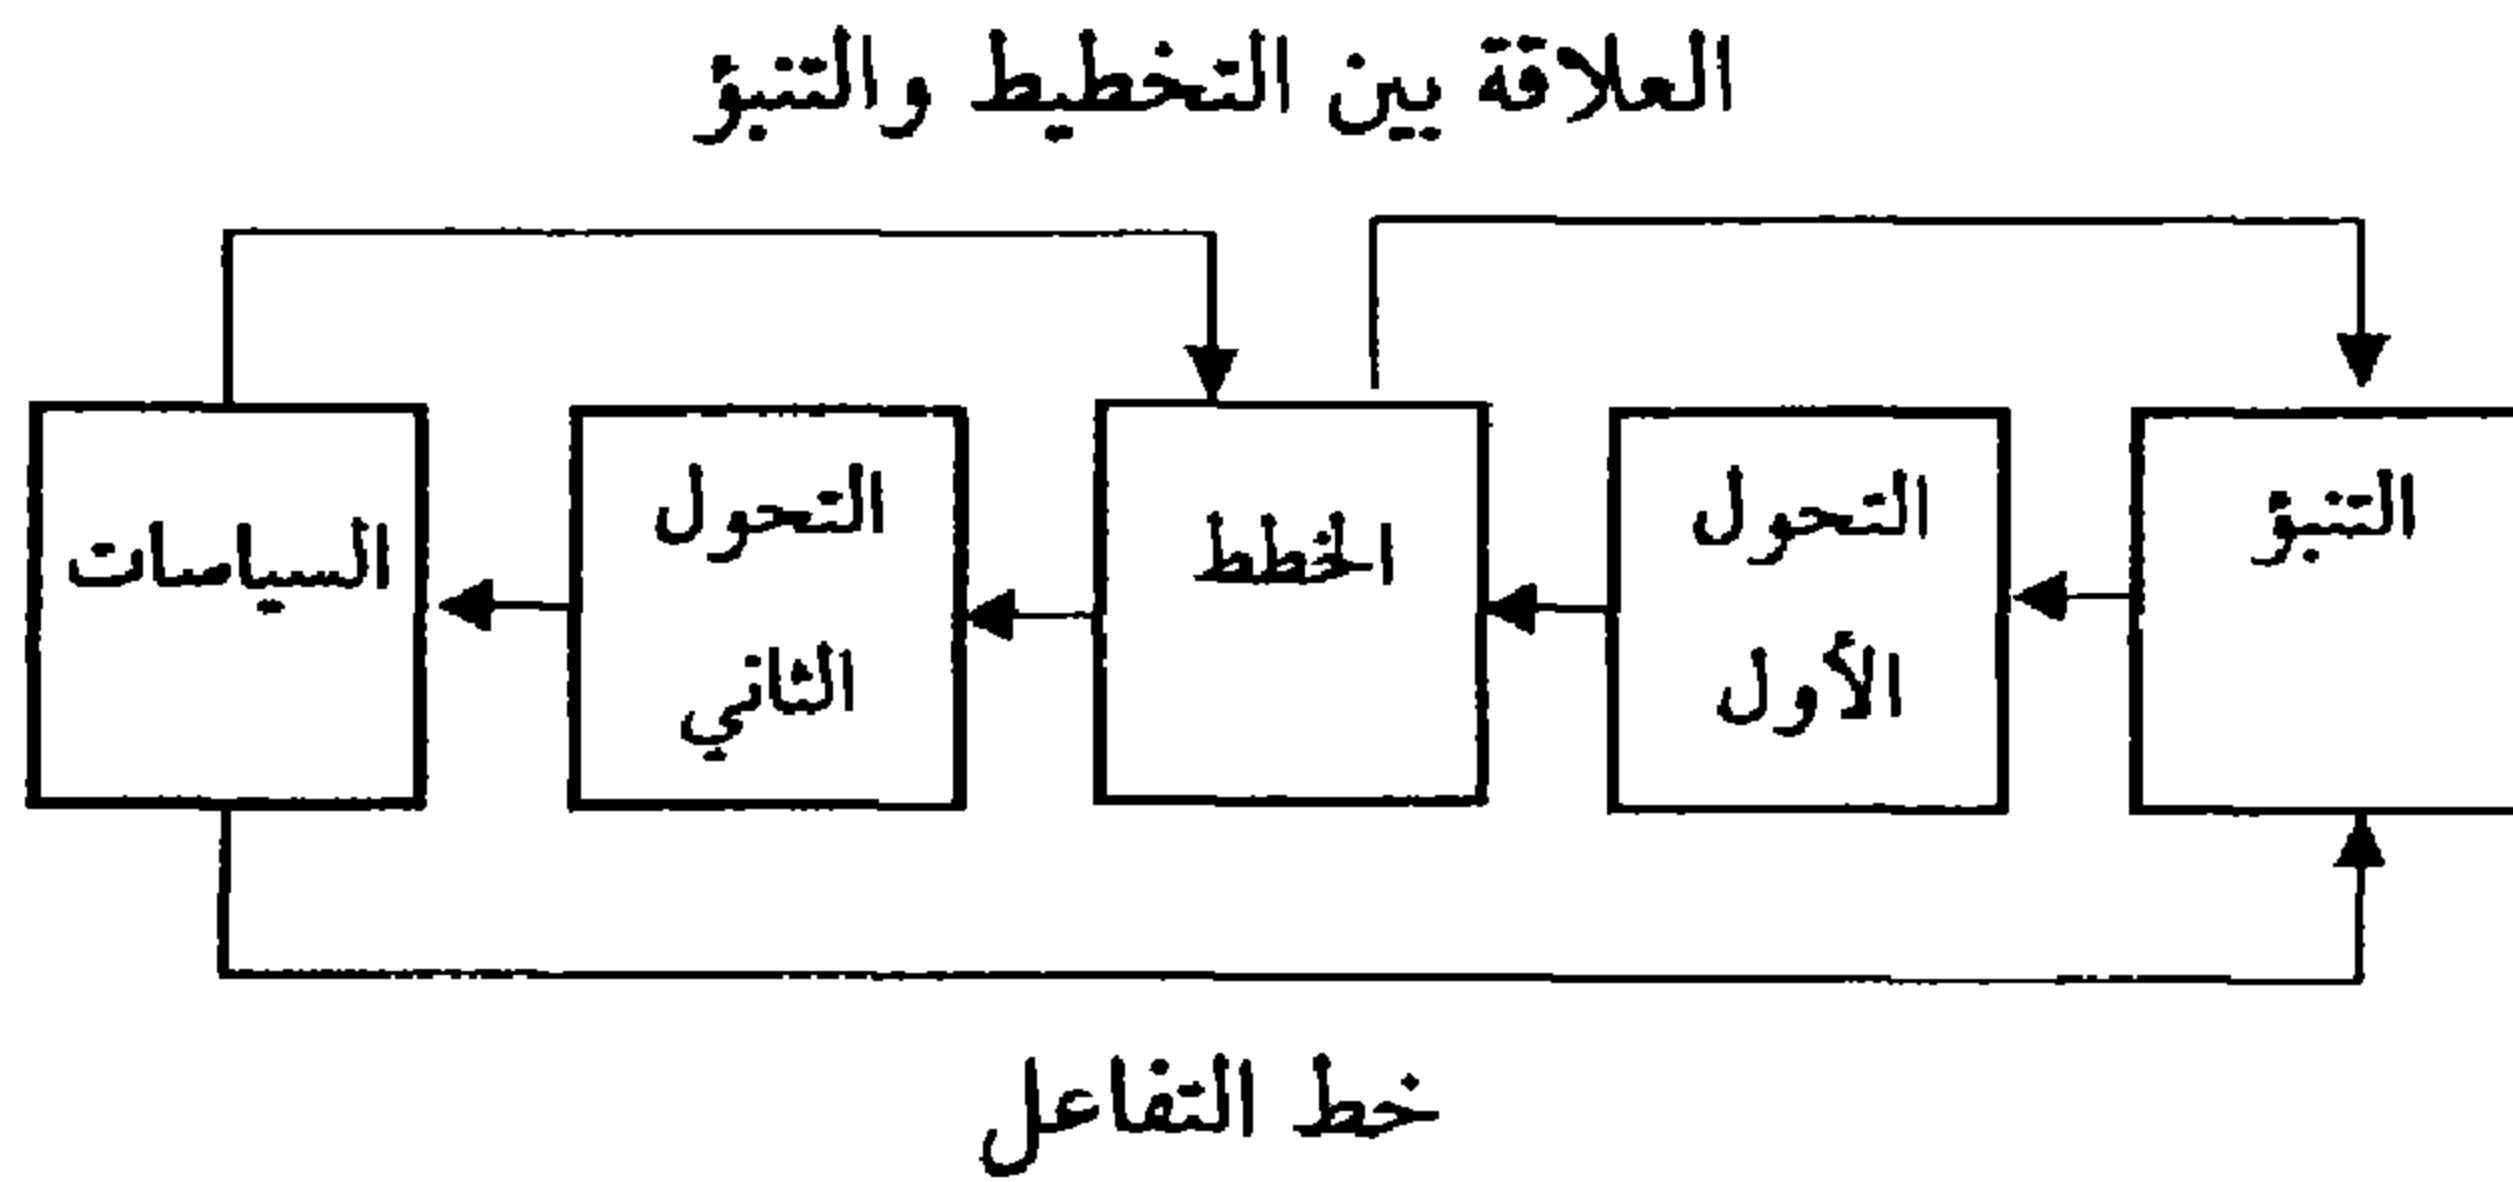 العلاقة بين التخطيط والتنبؤ
التنبؤ
التحول
الأول
الخطط
التحول
الثاني
السياسات
خط التفاعل